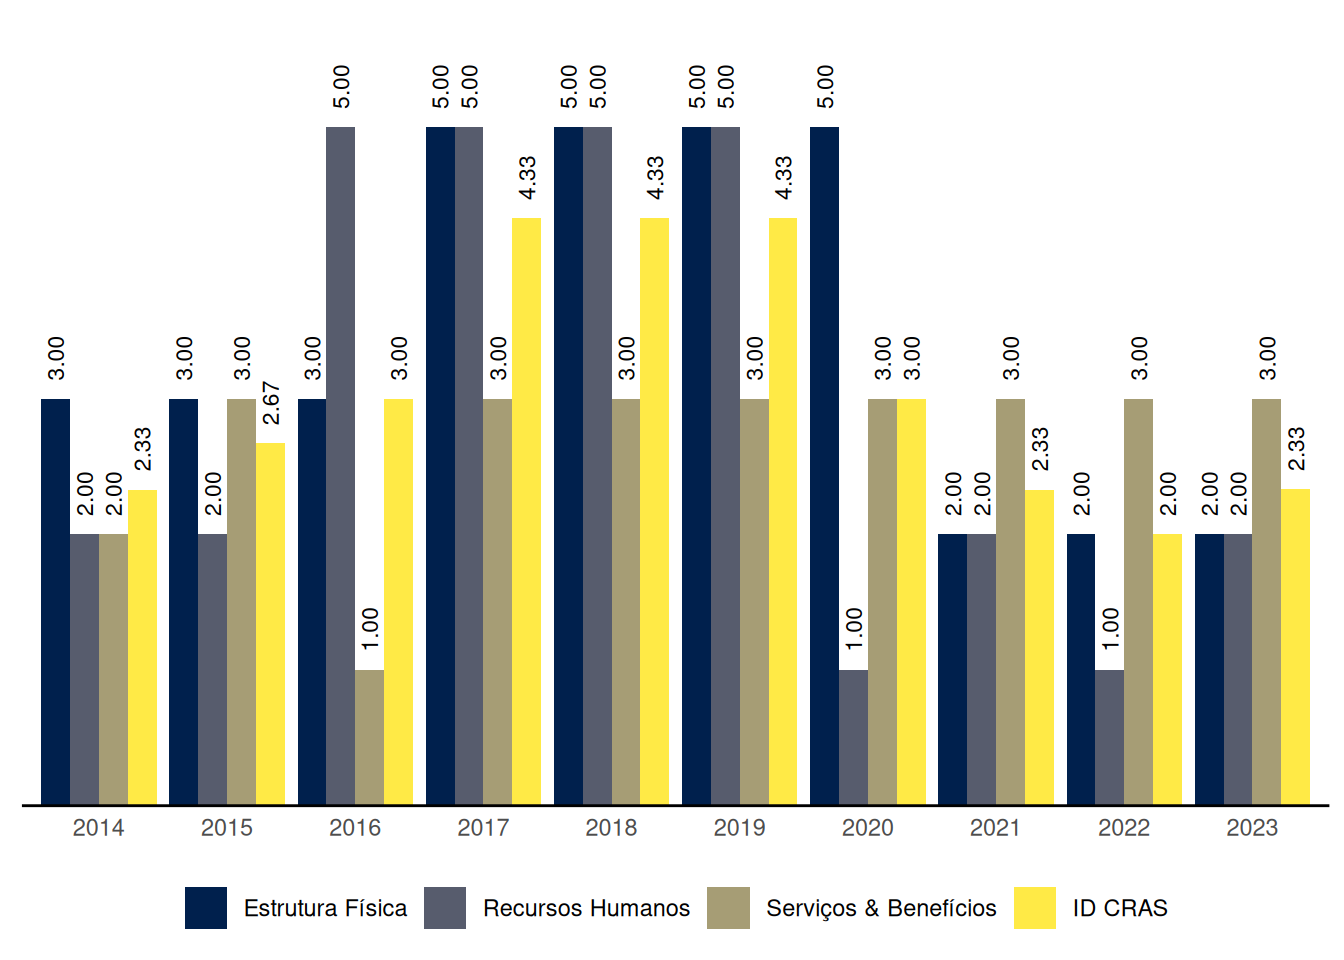 5.00 5.00 5.00 5.00 5.00 5.00 5.00 5.00
4.33 4.33 4.33
3.00 3.00 3.00 3.00 3.00 3.00 3.00 3.00 3.00 3.00 3.00 3.00 3.00
2.67
2.33 2.33 2.33
2.00 2.00 2.00 2.00 2.00 2.00 2.00 2.00 2.00
1.00 1.00 1.00
2014 2015 2016 2017 2018 2019 2020 2021 2022 2023
Estrutura Física Recursos Humanos Serviços & Benefícios ID CRAS